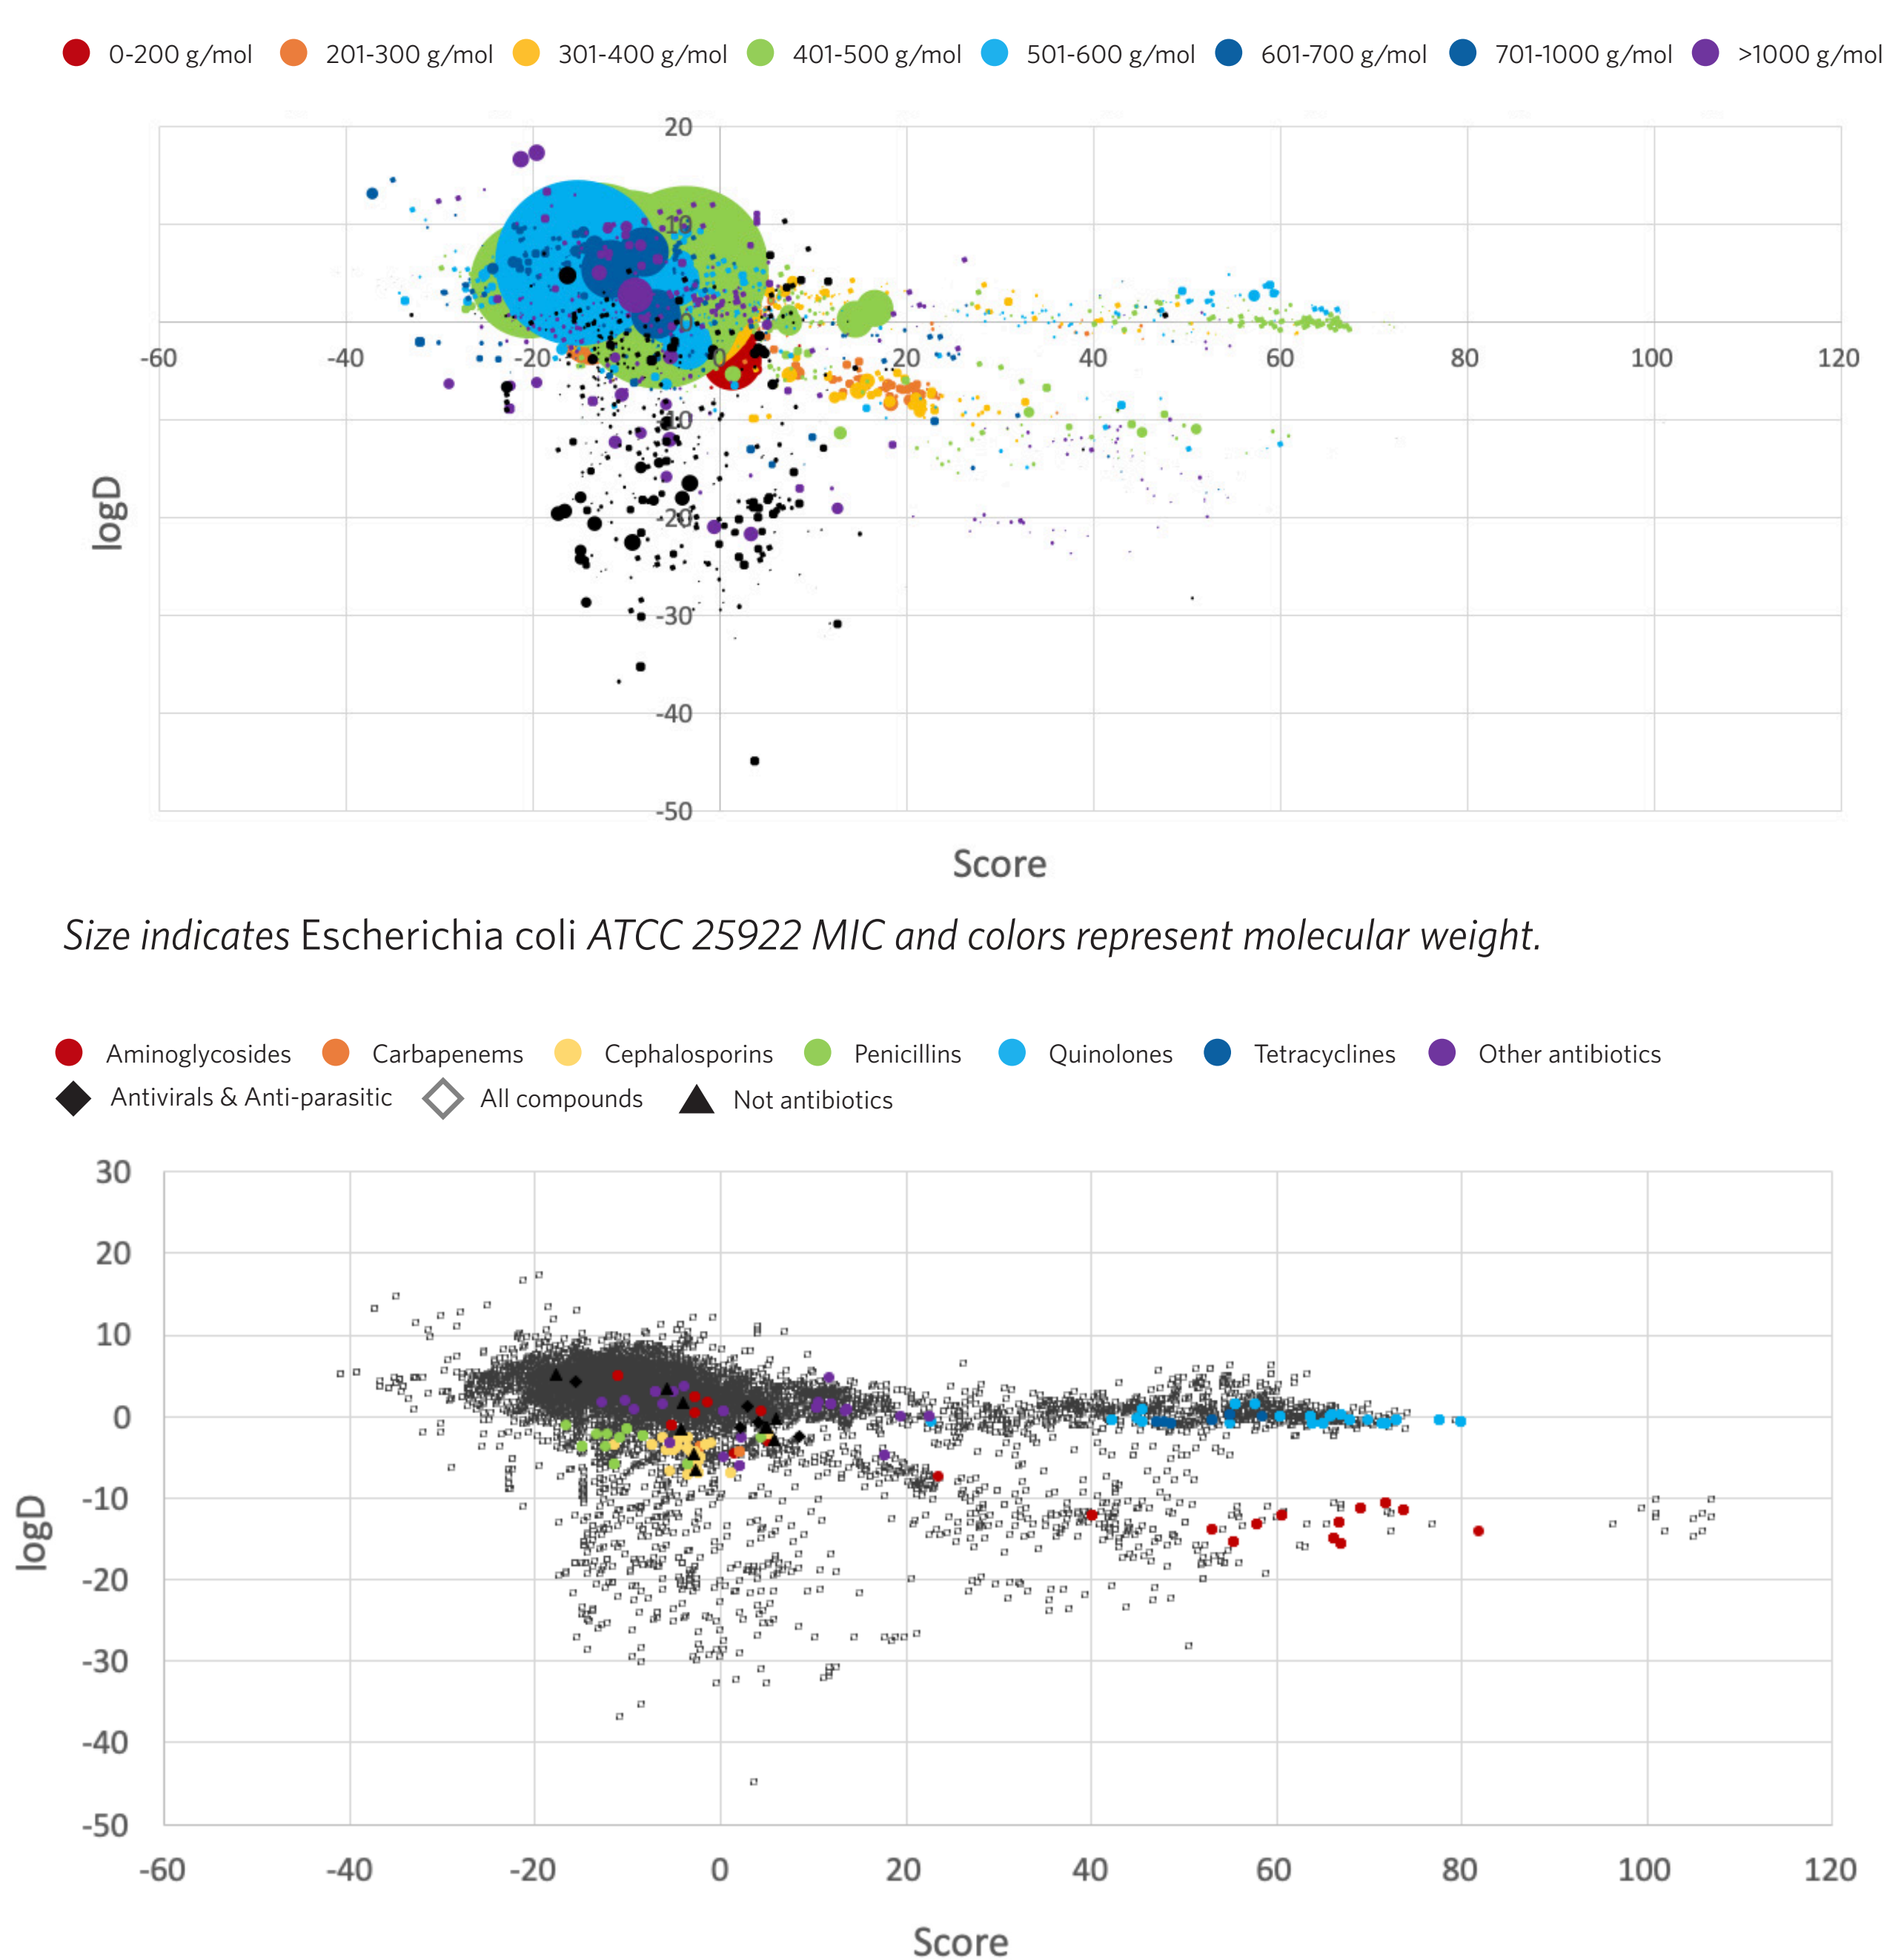 0-200 g/mol 201-300 g/mol 301-400 g/mol 401-500 g/mol 501-600 g/mol 601-700 g/mol 701-1000 g/mol >1000 g/mol
20
10
0
-60 -40 -20 0 20 40 60 80 100 120
-10
logD
-20
-30
-40
-50
Score
Size indicates Escherichia coli ATCC 25922 MIC and colors represent molecular weight.
Aminoglycosides Carbapenems Cephalosporins Penicillins Quinolones Tetracyclines Other antibiotics
Antivirals & Anti-parasitic All compounds Not antibiotics
30
20
10
0
-10
logD
-20
-30
-40
-50
-60 -40 -20 0 20 40 60 80 100 120
Score